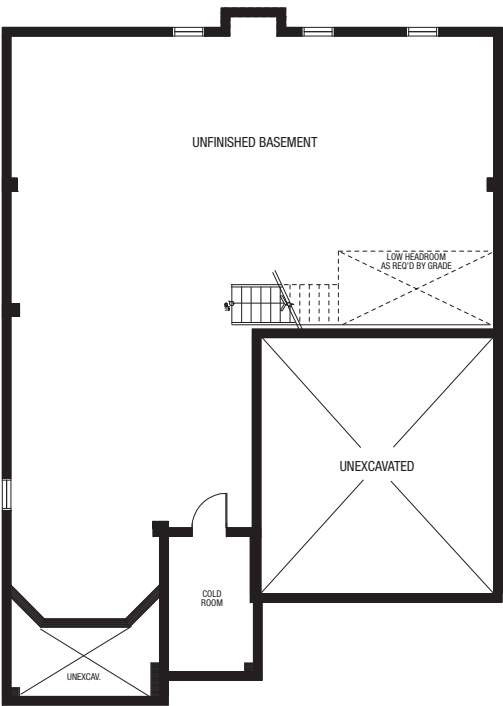 UNFINISHED BASEMENT
LOW HEADROOM
AS REQ'D BY GRADE
UNEXCAVATED
COLD
ROOM
UNEXCAV.